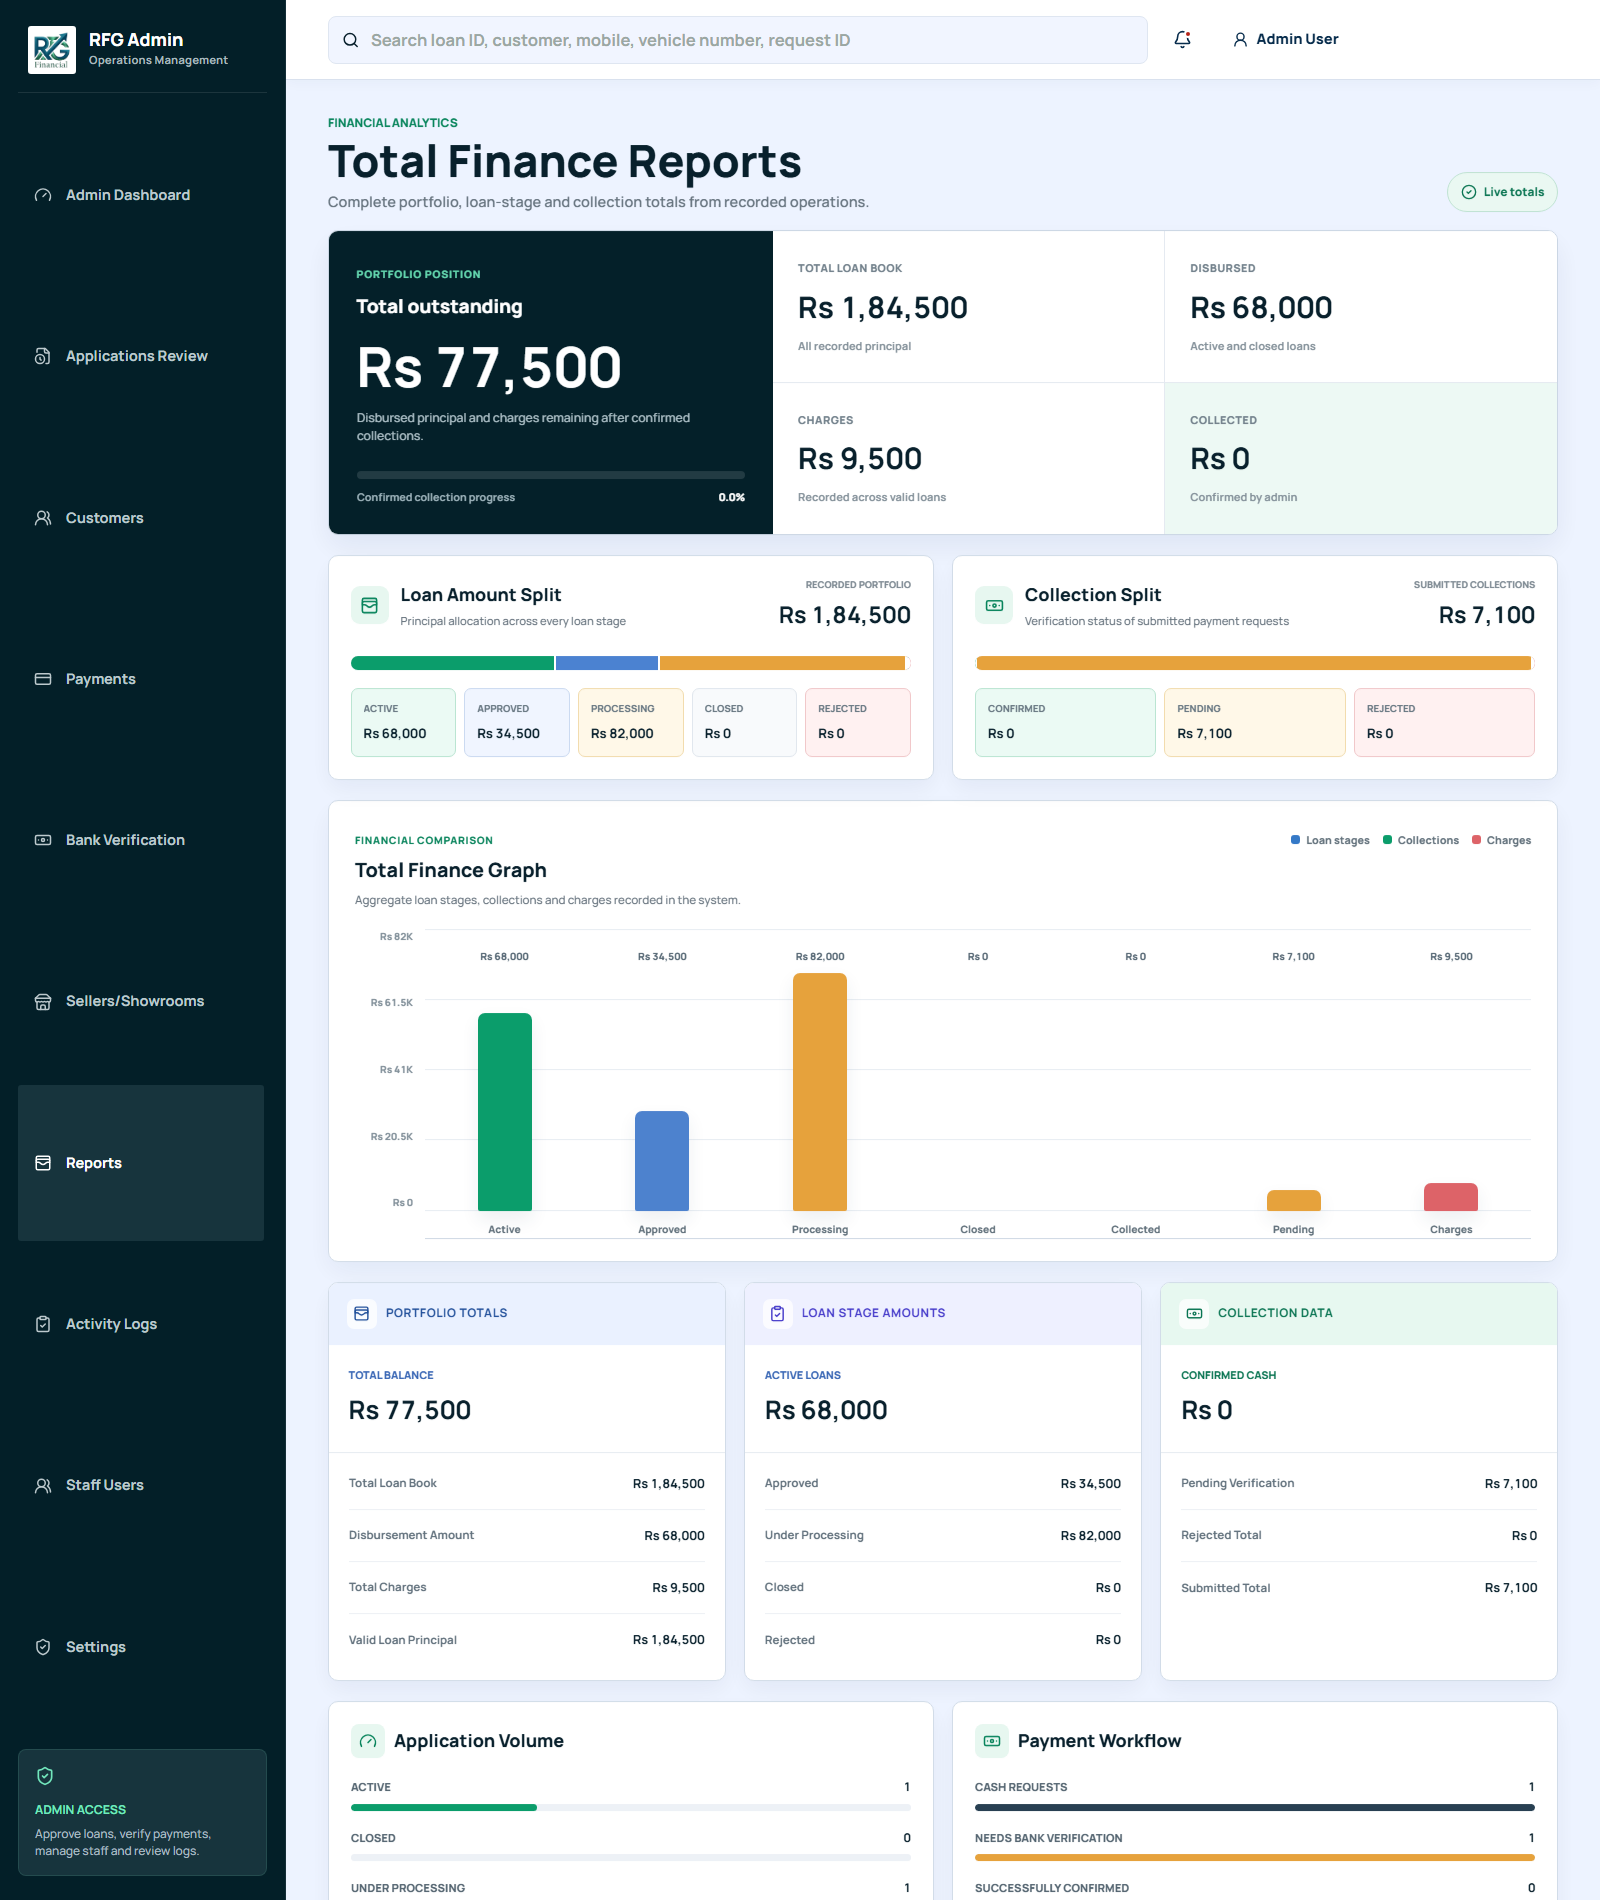 RFG Financial
RFG Admin
Operations Management
Search loan ID, customer, mobile, vehicle number, request ID
Admin User
Admin Dashboard
Applications Review
Customers
Payments
Bank Verification
Sellers/Showrooms
Reports
Activity Logs
Staff Users
Settings
ADMIN ACCESS
Approve loans, verify payments,
manage staff and review logs.
FINANCIAL ANALYTICS
Total Finance Reports
Complete portfolio, loan-stage and collection totals from recorded operations.
Live totals
PORTFOLIO POSITION
Total outstanding
Rs 77,500
Disbursed principal and charges remaining after confirmed
collections.
Confirmed collection progress 0.0%
TOTAL LOAN BOOK
Rs 1,84,500
All recorded principal
DISBURSED
Rs 68,000
Active and closed loans
CHARGES
Rs 9,500
Recorded across valid loans
COLLECTED
Rs 0
Confirmed by admin
Loan Amount Split
Principal allocation across every loan stage
RECORDED PORTFOLIO
Rs 1,84,500
ACTIVE
Rs 68,000
APPROVED
Rs 34,500
PROCESSING
Rs 82,000
CLOSED
Rs 0
REJECTED
Rs 0
Collection Split
Verification status of submitted payment requests
SUBMITTED COLLECTIONS
Rs 7,100
CONFIRMED
Rs 0
PENDING
Rs 7,100
REJECTED
Rs 0
FINANCIAL COMPARISON
Total Finance Graph
Aggregate loan stages, collections and charges recorded in the system.
Loan stages Collections Charges
Rs 82K
Rs 61.5K
Rs 41K
Rs 20.5K
Rs 0
Rs 68,000 Rs 34,500 Rs 82,000 Rs 0 Rs 0 Rs 7,100 Rs 9,500
Active Approved Processing Closed Collected Pending Charges
PORTFOLIO TOTALS
TOTAL BALANCE
Rs 77,500
Total Loan Book Rs 1,84,500
Disbursement Amount Rs 68,000
Total Charges Rs 9,500
Valid Loan Principal Rs 1,84,500
LOAN STAGE AMOUNTS
ACTIVE LOANS
Rs 68,000
Approved Rs 34,500
Under Processing Rs 82,000
Closed Rs 0
Rejected Rs 0
COLLECTION DATA
CONFIRMED CASH
Rs 0
Pending Verification Rs 7,100
Rejected Total Rs 0
Submitted Total Rs 7,100
Application Volume
ACTIVE 1
CLOSED 0
UNDER PROCESSING 1
Payment Workflow
CASH REQUESTS 1
NEEDS BANK VERIFICATION 1
SUCCESSFULLY CONFIRMED 0